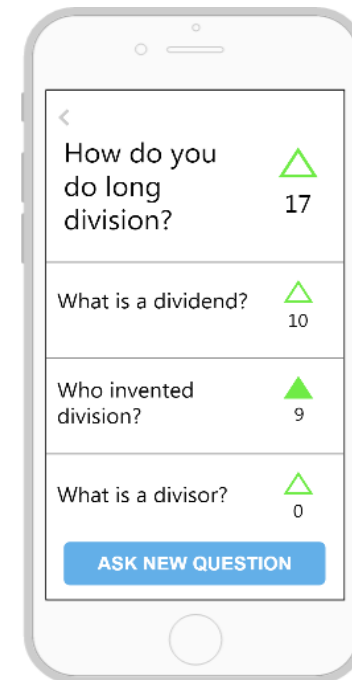 How do you
do long
division?
17
What is a dividend?
10
Who invented
division?
9
What is a divisor?
0
ASK NEW QUESTION